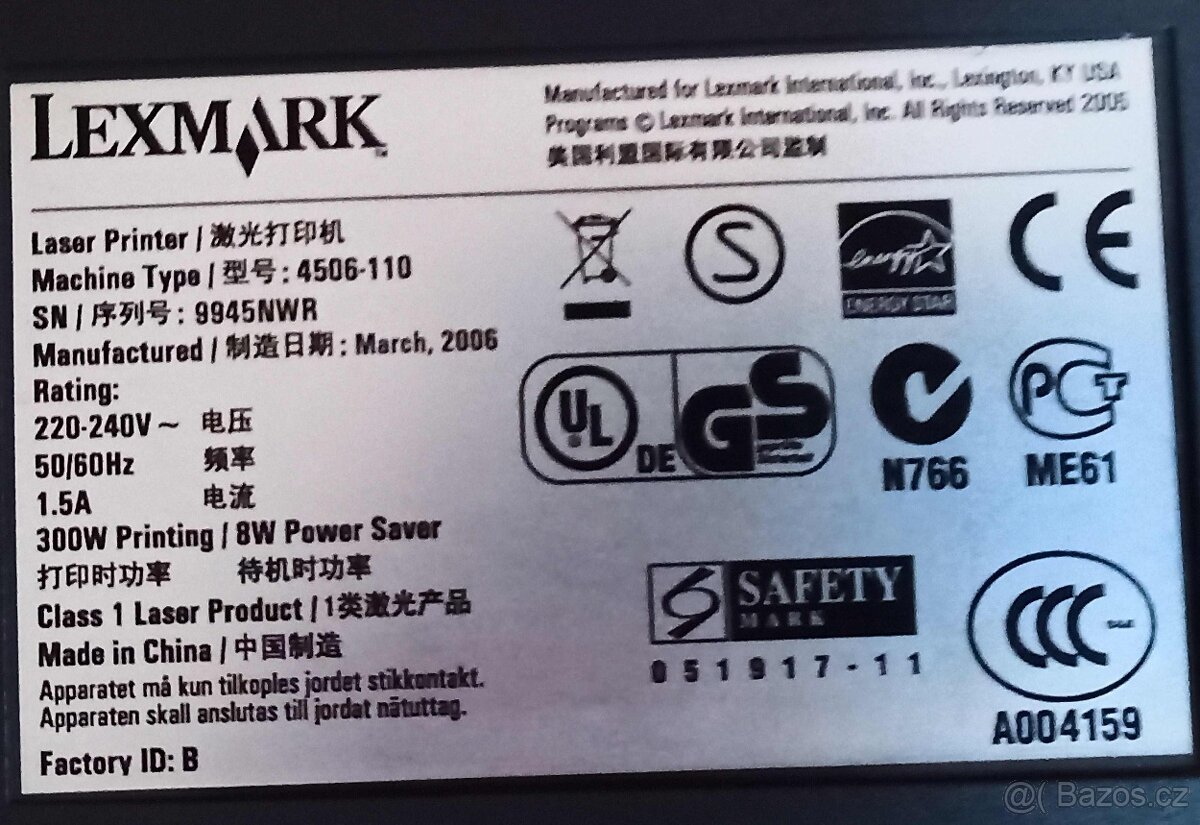 LEXMARK™
Manufactured for Lexmark International, Inc., Lexington, KY USA
Programs © Lexmark International, Inc. All Rights Reserved 2005
美国利盟国际有限公司监制
Laser Printer / 激光打印机
Machine Type / 型号: 4506-110
SN / 序列号: 9945NWR
Manufactured / 制造日期: March, 2006
Rating:
220-240V ~ 电压
50/60Hz 频率
1.5A 电流
300W Printing / 8W Power Saver
打印时功率 待机时功率
Class 1 Laser Product / 1类激光产品
Made in China / 中国制造
Apparatet må kun tilkoples jordet stikkontakt.
Apparaten skall anslutas till jordat nätuttag.
Factory ID: B
S
energy
ENERGY STAR
CE
UL
DE
GS
N766
PCT
ME61
SAFETY
MARK
051917-11
CCC
A004159
@( Bazoš.cz